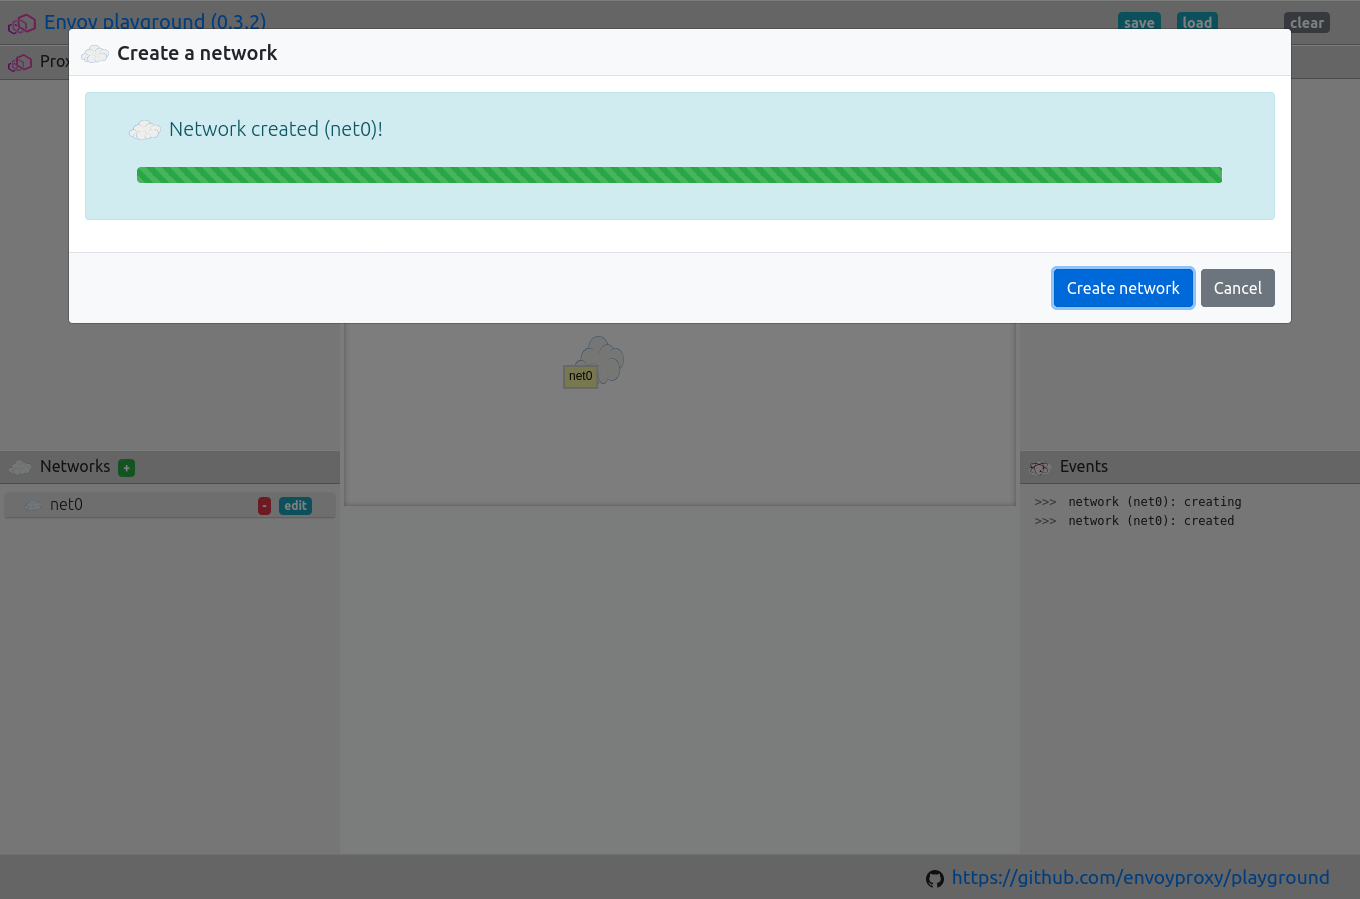 Envoy playground (0.3.2)
save load clear
Create a network
Network created (net0)!
Create network Cancel
net0
Networks +
net0 - edit
Events
>>> network (net0): creating
>>> network (net0): created
https://github.com/envoyproxy/playground